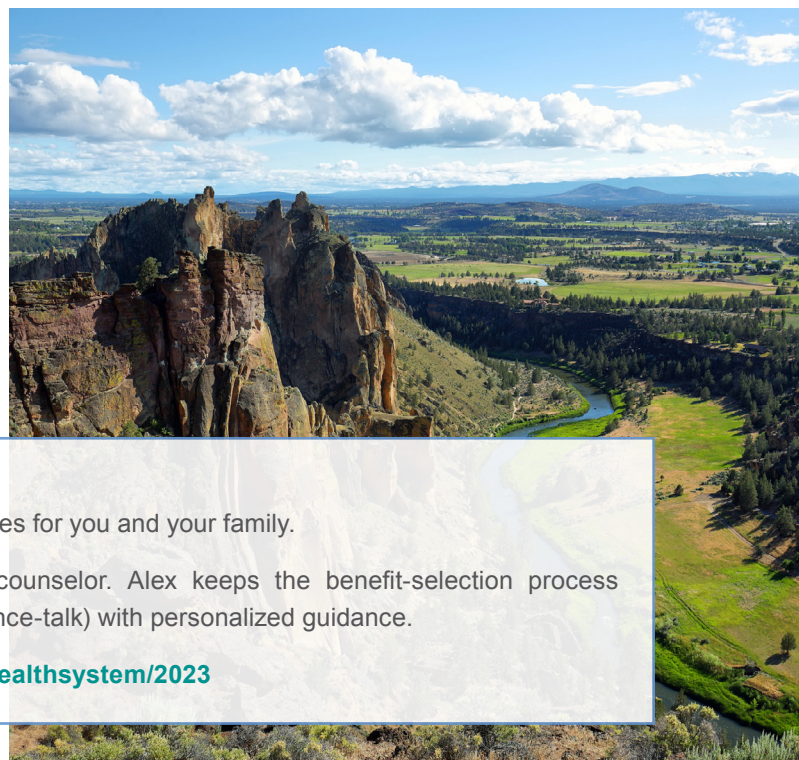 es for you and your family.
counselor. Alex keeps the benefit-selection process
nce-talk) with personalized guidance.
ealthsystem/2023